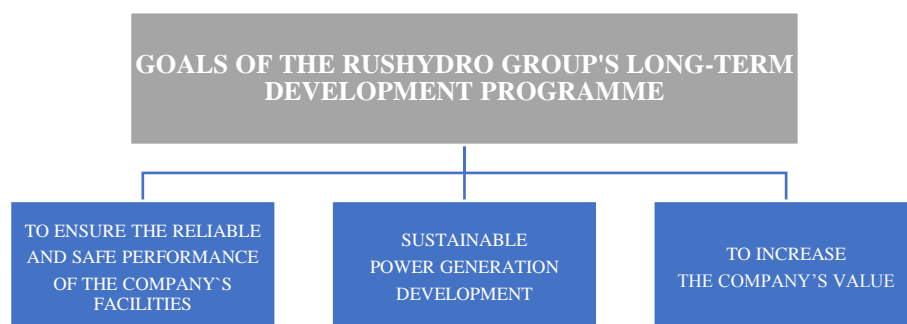 GOALS OF THE RUSHYDRO GROUP'S LONG-TERM
DEVELOPMENT PROGRAMME
TO ENSURE THE RELIABLE
AND SAFE PERFORMANCE
OF THE COMPANY`S
FACILITIES
SUSTAINABLE
POWER GENERATION
DEVELOPMENT
TO INCREASE
THE COMPANY’S VALUE